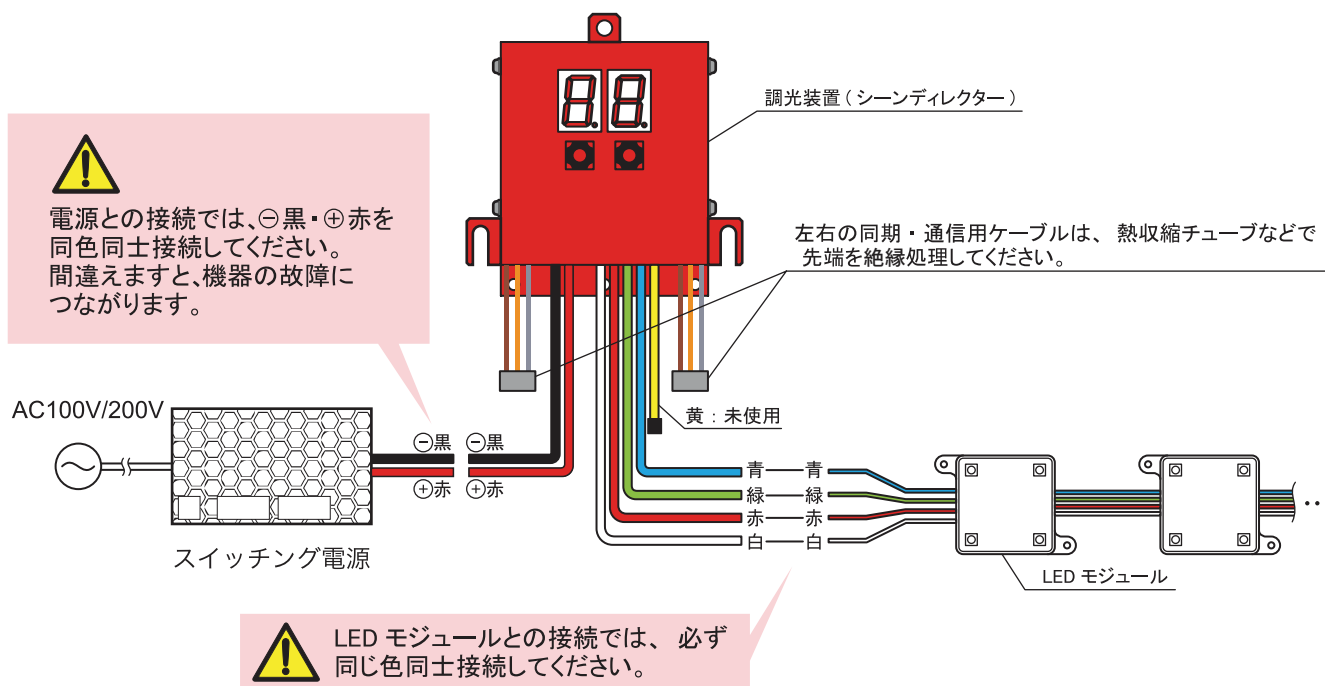 調光装置（シーンディレクター）
電源との接続では、⊖黒・⊕赤を
同色同士接続してください。
間違えますと、機器の故障に
つながります。
左右の同期・通信用ケーブルは、熱収縮チューブなどで
先端を絶縁処理してください。
AC100V/200V
黄：未使用
⊖黒 ⊖黒
⊕赤 ⊕赤
スイッチング電源
青 青
緑 緑
赤 赤
白 白
LED モジュール
LED モジュールとの接続では、必ず
同じ色同士接続してください。